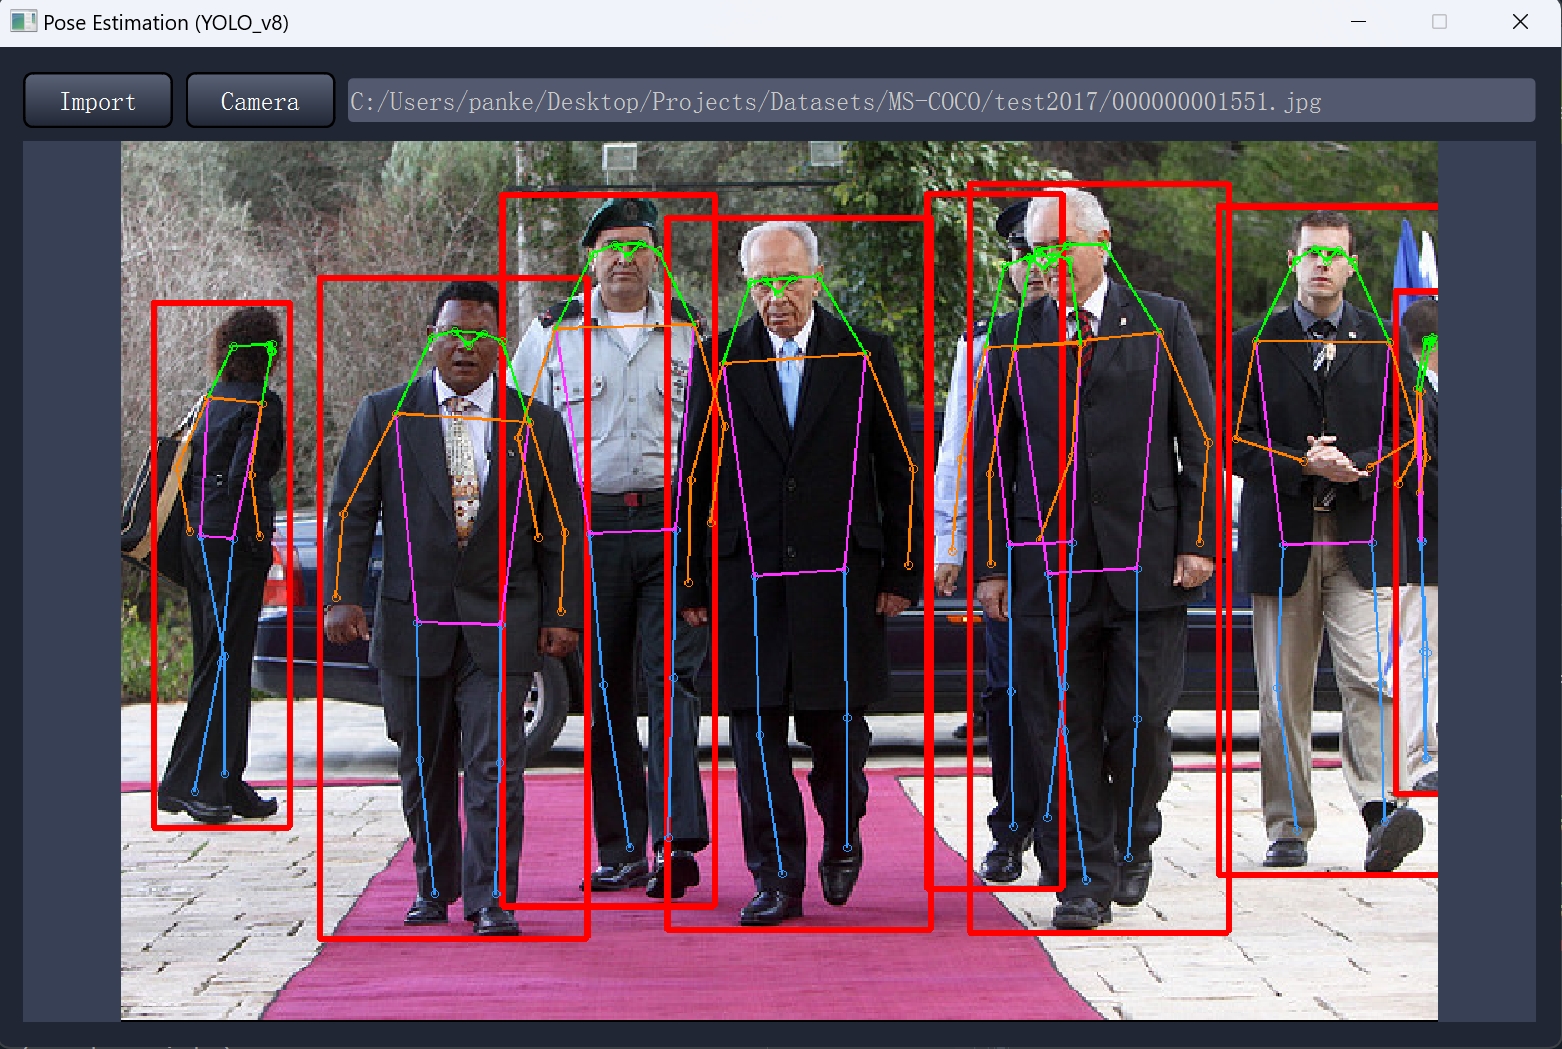 Pose Estimation (YOLO_v8)
Import
Camera
C:/Users/panke/Desktop/Projects/Datasets/MS-COCO/test2017/000000001551.jpg